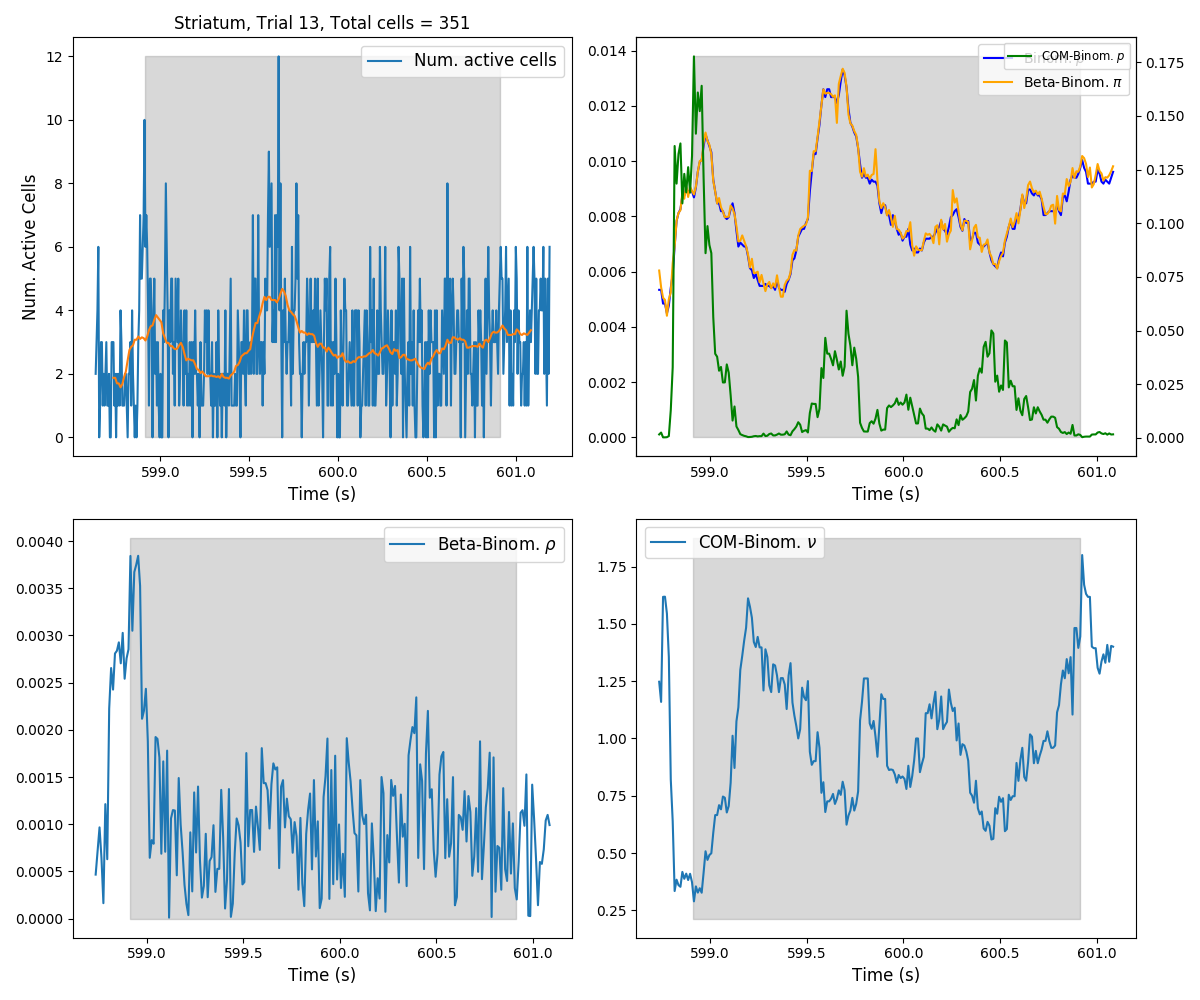 Striatum, Trial 13, Total cells = 351
Num. active cells
Num. Active Cells
12
10
8
6
4
2
0
599.0 599.5 600.0 600.5 601.0
Time (s)
COM-Binom. p
Binom. p
Beta-Binom. π
0.014
0.012
0.010
0.008
0.006
0.004
0.002
0.000
0.175
0.150
0.125
0.100
0.075
0.050
0.025
0.000
599.0 599.5 600.0 600.5 601.0
Time (s)
Beta-Binom. ρ
0.0040
0.0035
0.0030
0.0025
0.0020
0.0015
0.0010
0.0005
0.0000
599.0 599.5 600.0 600.5 601.0
Time (s)
COM-Binom. ν
1.75
1.50
1.25
1.00
0.75
0.50
0.25
599.0 599.5 600.0 600.5 601.0
Time (s)